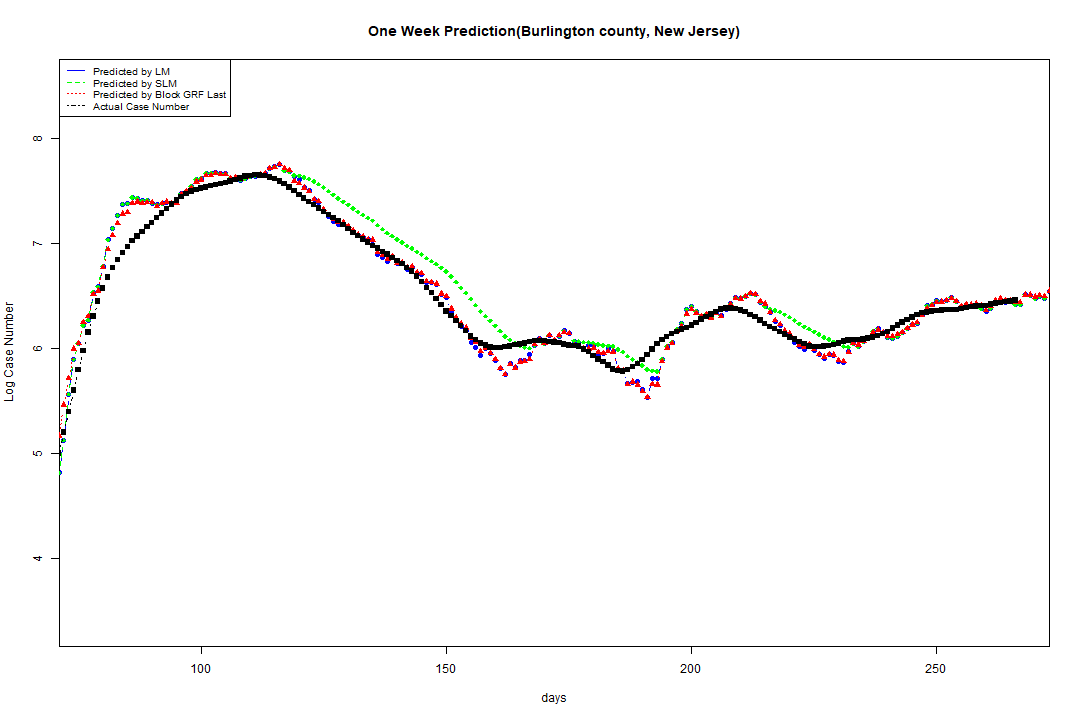 One Week Prediction(Burlington county, New Jersey)
Predicted by LM
Predicted by SLM
Predicted by Block GRF Last
Actual Case Number
8
7
6
5
4
Log Case Number
100 150 200 250
days